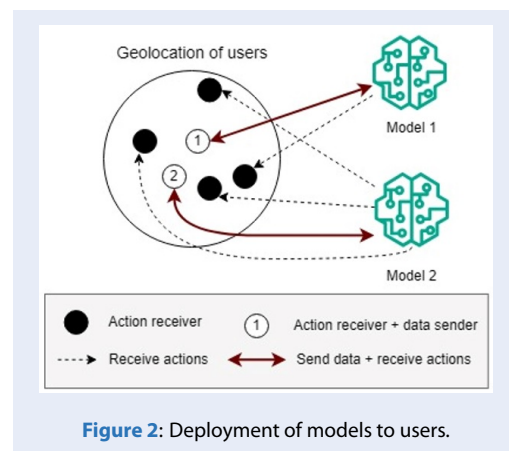 Geolocation of users
1
2
Model 1
Model 2
Action receiver
1
Action receiver + data sender
Receive actions
Send data + receive actions
Figure 2: Deployment of models to users.